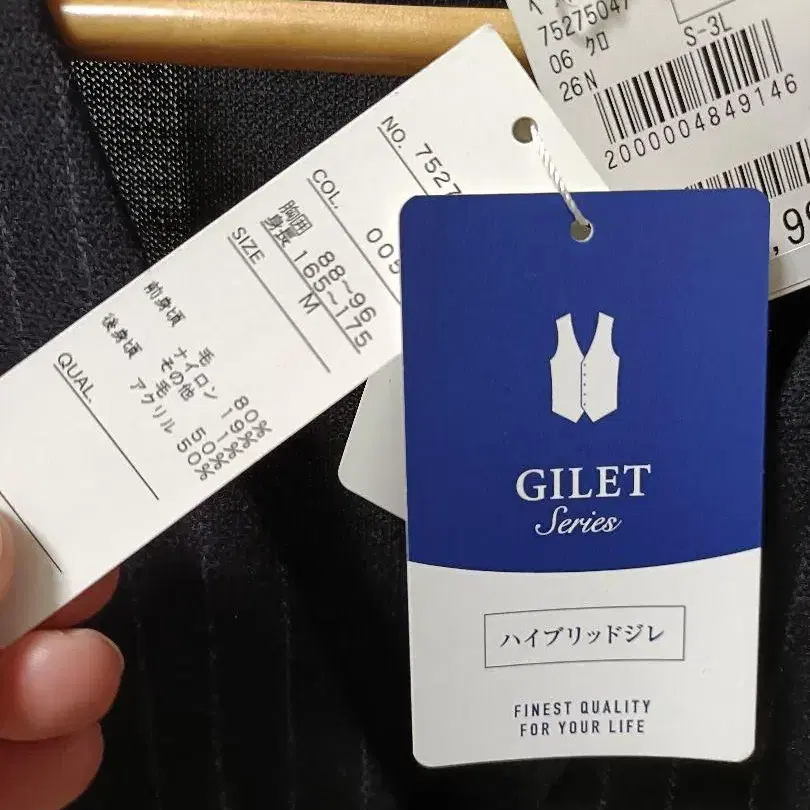 NO. 7527
COL. 005
胸囲 88~96
身長 165~175
SIZE M
前身頃 毛 80%
ナイロン 19%
その他 1%
後身頃 毛 50%
アクリル 50%
QUAL.
75275047
06 クロ
26N
S-3L
2000004849146
GILET
Series
ハイブリッドジレ
FINEST QUALITY
FOR YOUR LIFE